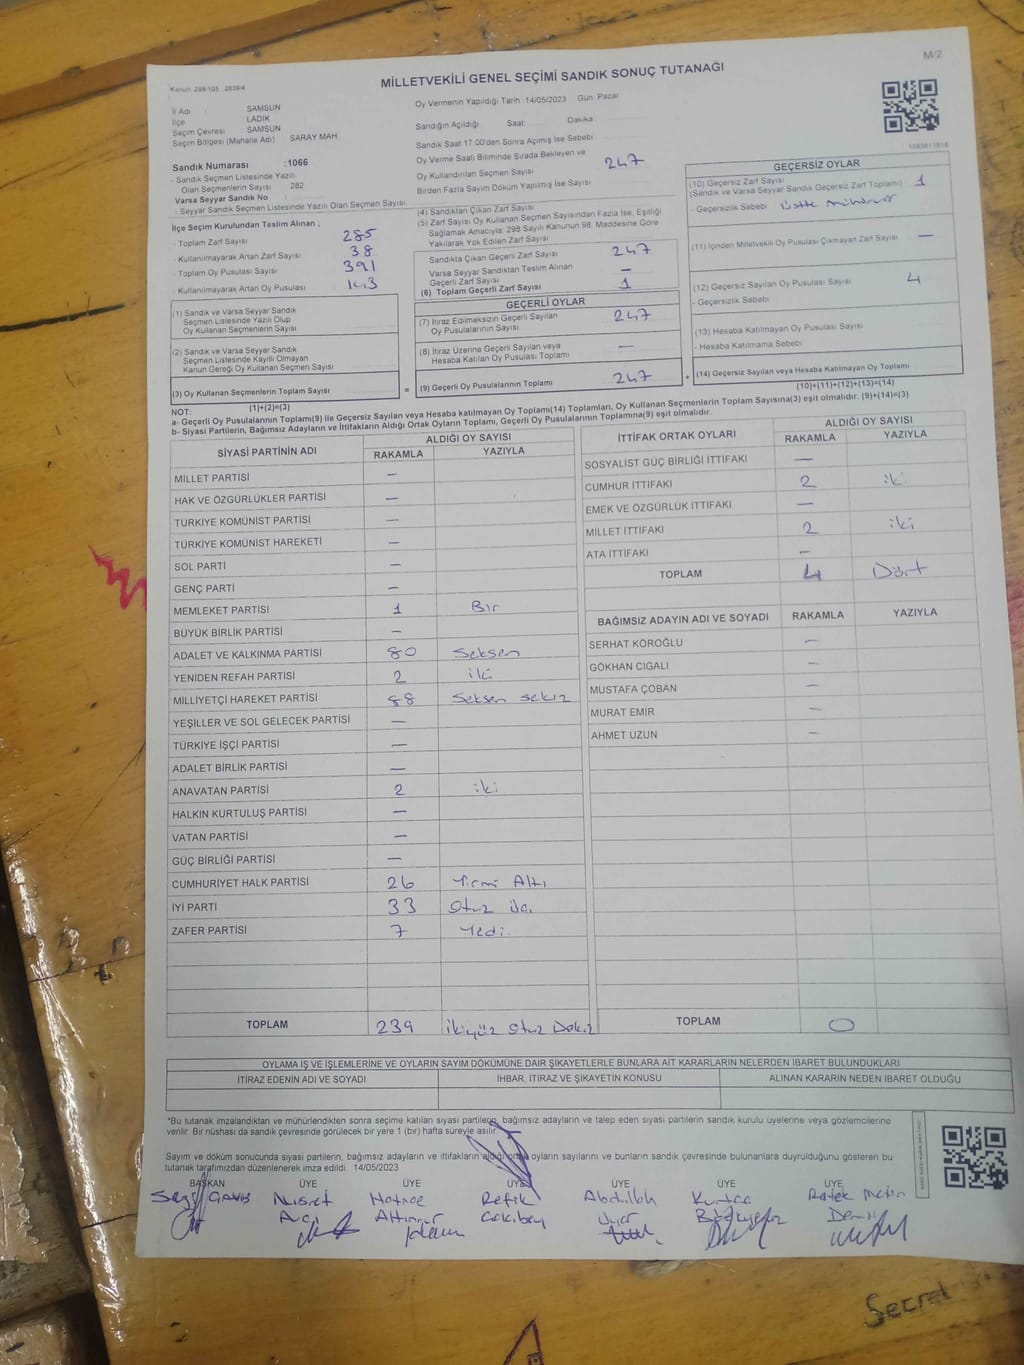 M/2
MİLLETVEKİLİ GENEL SEÇİMİ SANDIK SONUÇ TUTANAĞI
İl Adı : SAMSUN
İlçe LADİK
Seçim Çevresi SAMSUN
Seçim Bölgesi (Mahalle Adı) SARAY MAH
Sandık Numarası :1066
- Sandık Seçmen Listesinde Yazılı
Olan Seçmenlerin Sayısı 282
Varsa Seyyar Sandık No
- Seyyar Sandık Seçmen Listesinde Yazılı Olan Seçmen Sayısı
Oy Vermenin Yapıldığı Tarih :14/05/2023 Gün: Pazar
Sandığın Açıldığı Saat Dakika
Sandık Saat 17:00'den Sonra Açılmış İse Sebebi
Oy Verme Saati Bitiminde Sırada Bekleyen ve
Oy Kullandırılan Seçmen Sayısı 247
Birden Fazla Sayım Döküm Yapılmış İse Sayısı
İlçe Seçim Kurulundan Teslim Alınan ;
- Toplam Zarf Sayısı 285
- Kullanılmayarak Artan Zarf Sayısı 38
- Toplam Oy Pusulası Sayısı 391
- Kullanılmayarak Artan Oy Pusulası 143
(1) Sandık ve Varsa Seyyar Sandık
Seçmen Listesinde Yazılı Olup
Oy Kullanan Seçmenlerin Sayısı
(2) Sandık ve Varsa Seyyar Sandık
Seçmen Listesinde Kayıtlı Olmayan
Kanun Gereği Oy Kullanan Seçmen Sayısı
(3) Oy Kullanan Seçmenlerin Toplam Sayısı
(1)+(2)=(3)
(4) Sandıktan Çıkan Zarf Sayısı
(5) Zarf Sayısı Oy Kullanan Seçmen Sayısından Fazla İse, Eşitliği
Sağlamak Amacıyla, 298 Sayılı Kanunun 98. Maddesine Göre
Yakılarak Yok Edilen Zarf Sayısı
Sandıkta Çıkan Geçerli Zarf Sayısı 247
Varsa Seyyar Sandıktan Teslim Alınan
Geçerli Zarf Sayısı —
(6) Toplam Geçerli Zarf Sayısı 1
GEÇERLİ OYLAR
(7) İtiraz Edilmeksizin Geçerli Sayılan
Oy Pusulalarının Sayısı 247
(8) İtiraz Üzerine Geçerli Sayılan veya
Hesaba Katılan Oy Pusulası Toplamı —
= (9) Geçerli Oy Pusulalarının Toplamı 247
GEÇERSİZ OYLAR
(10) Geçersiz Zarf Sayısı
(Sandık ve Varsa Seyyar Sandık Geçersiz Zarf Toplamı) 1
- Geçersizlik Sebebi
(11) İçinden Milletvekili Oy Pusulası Çıkmayan Zarf Sayısı —
(12) Geçersiz Sayılan Oy Pusulası Sayısı 4
- Geçersizlik Sebebi
(13) Hesaba Katılmayan Oy Pusulası Sayısı
- Hesaba Katılmama Sebebi
+ (14) Geçersiz Sayılan veya Hesaba Katılmayan Oy Toplamı
(10)+(11)+(12)+(13)=(14)
NOT:
a- Geçerli Oy Pusulalarının Toplamı(9) ile Geçersiz Sayılan veya Hesaba katılmayan Oy Toplamı(14) Toplamları, Oy Kullanan Seçmenlerin Toplam Sayısına(3) eşit olmalıdır. (9)+(14)=(3)
b- Siyasi Partilerin, Bağımsız Adayların ve İttifakların Aldığı Ortak Oyların Toplamı, Geçerli Oy Pusulalarının Toplamına(9) eşit olmalıdır.
SİYASİ PARTİNİN ADI ALDIĞI OY SAYISI
RAKAMLA YAZIYLA
MİLLET PARTİSİ —
HAK VE ÖZGÜRLÜKLER PARTİSİ —
TÜRKİYE KOMÜNİST PARTİSİ —
TÜRKİYE KOMÜNİST HAREKETİ —
SOL PARTİ —
GENÇ PARTİ —
MEMLEKET PARTİSİ 1 Bir
BÜYÜK BİRLİK PARTİSİ —
ADALET VE KALKINMA PARTİSİ 80 Seksen
YENİDEN REFAH PARTİSİ 2 iki
MİLLİYETÇİ HAREKET PARTİSİ 88 Seksen sekiz
YEŞİLLER VE SOL GELECEK PARTİSİ —
TÜRKİYE İŞÇİ PARTİSİ —
ADALET BİRLİK PARTİSİ —
ANAVATAN PARTİSİ 2 iki
HALKIN KURTULUŞ PARTİSİ —
VATAN PARTİSİ —
GÜÇ BİRLİĞİ PARTİSİ —
CUMHURİYET HALK PARTİSİ 26 Yirmi Altı
İYİ PARTİ 33 Otuz üç
ZAFER PARTİSİ 7 Yedi
TOPLAM 239 ikiyüz Otuz Dokuz
İTTİFAK ORTAK OYLARI ALDIĞI OY SAYISI
RAKAMLA YAZIYLA
SOSYALİST GÜÇ BİRLİĞİ İTTİFAKI —
CUMHUR İTTİFAKI 2 iki
EMEK VE ÖZGÜRLÜK İTTİFAKI —
MİLLET İTTİFAKI 2 iki
ATA İTTİFAKI —
TOPLAM 4 Dört
BAĞIMSIZ ADAYIN ADI VE SOYADI RAKAMLA YAZIYLA
SERHAT KÖROĞLU —
GÖKHAN CIGALI —
MUSTAFA ÇOBAN —
MURAT EMİR —
AHMET UZUN —
TOPLAM 0
OYLAMA İŞ VE İŞLEMLERİNE VE OYLARIN SAYIM DÖKÜMÜNE DAİR ŞİKAYETLERLE BUNLARA AİT KARARLARIN NELERDEN İBARET BULUNDUKLARI
İTİRAZ EDENİN ADI VE SOYADI İHBAR, İTİRAZ VE ŞİKAYETİN KONUSU ALINAN KARARIN NEDEN İBARET OLDUĞU
*Bu tutanak imzalandıktan ve mühürlendikten sonra seçime katılan siyasi partilerin, bağımsız adayların ve talep eden siyasi partilerin sandık kurulu üyelerine veya gözlemcilerine
verilir. Bir nüshası da sandık çevresinde görülecek bir yere 1 (bir) hafta süreyle asılır.
Sayım ve döküm sonucunda siyasi partilerin, bağımsız adayların ve ittifakların aldığı ortak oyların sayılarını ve bunların sandık çevresinde bulunanlara duyrulduğunu gösteren bu
tutanak tarafımızdan düzenlenerek imza edildi. 14/05/2023
BAŞKAN ÜYE ÜYE ÜYE ÜYE ÜYE ÜYE
Nusret Hatice Refik Abdullah
Avcı Uyar
Secret